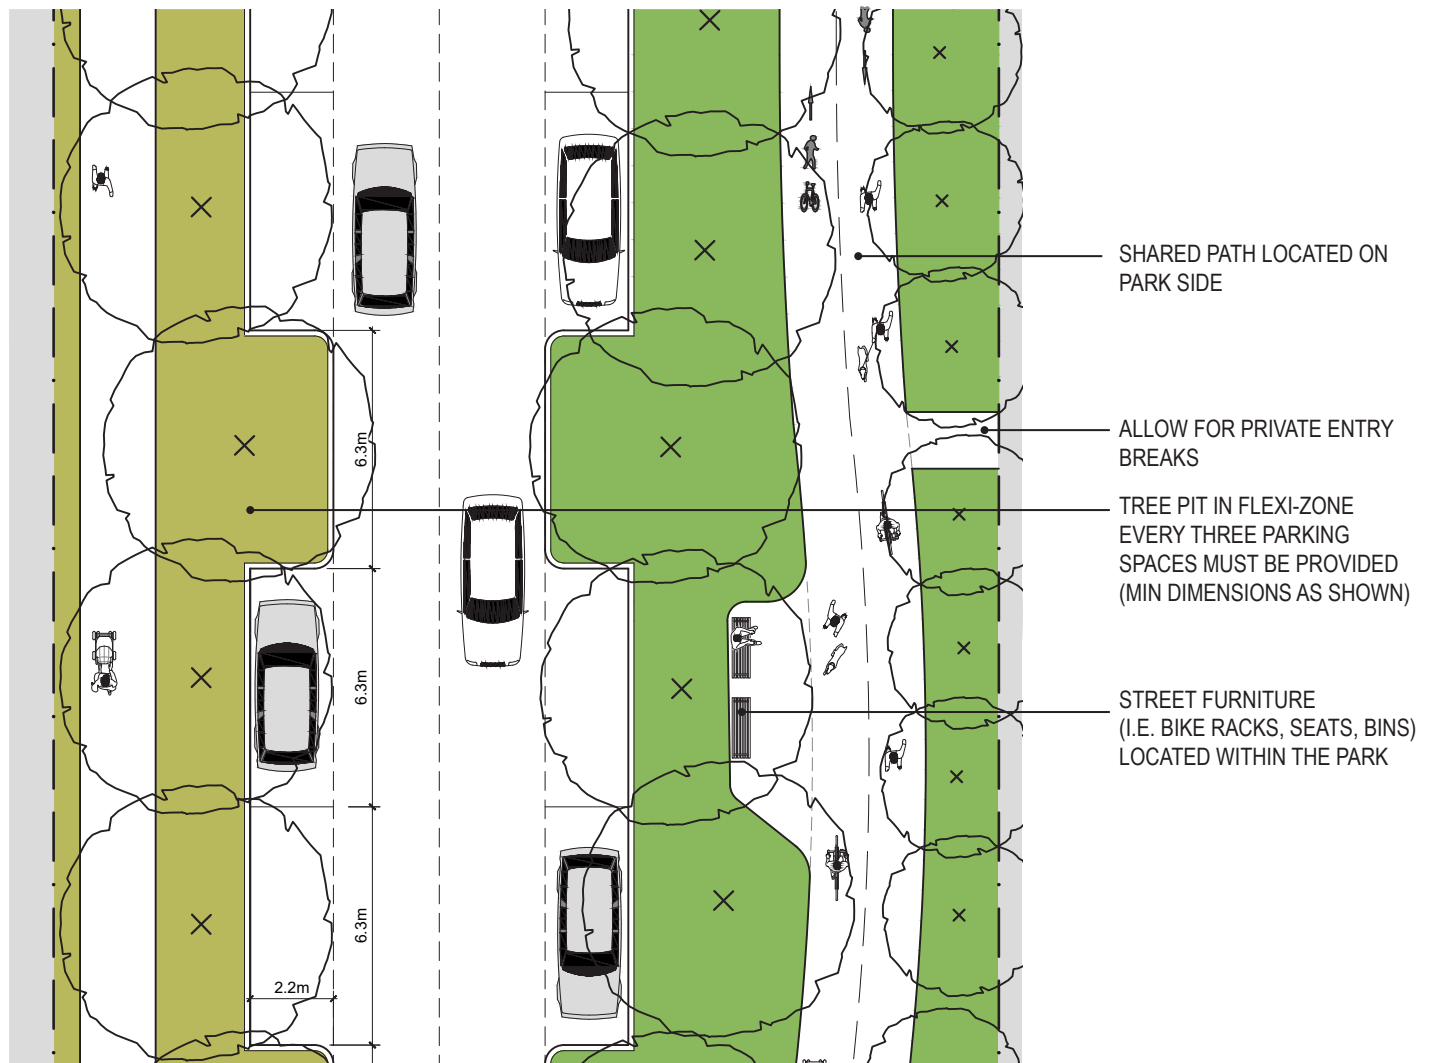 SHARED PATH LOCATED ON
PARK SIDE
ALLOW FOR PRIVATE ENTRY
BREAKS
6.3m
TREE PIT IN FLEXI-ZONE
EVERY THREE PARKING
SPACES MUST BE PROVIDED
(MIN DIMENSIONS AS SHOWN)
6.3m
STREET FURNITURE
(I.E. BIKE RACKS, SEATS, BINS)
LOCATED WITHIN THE PARK
6.3m
2.2m